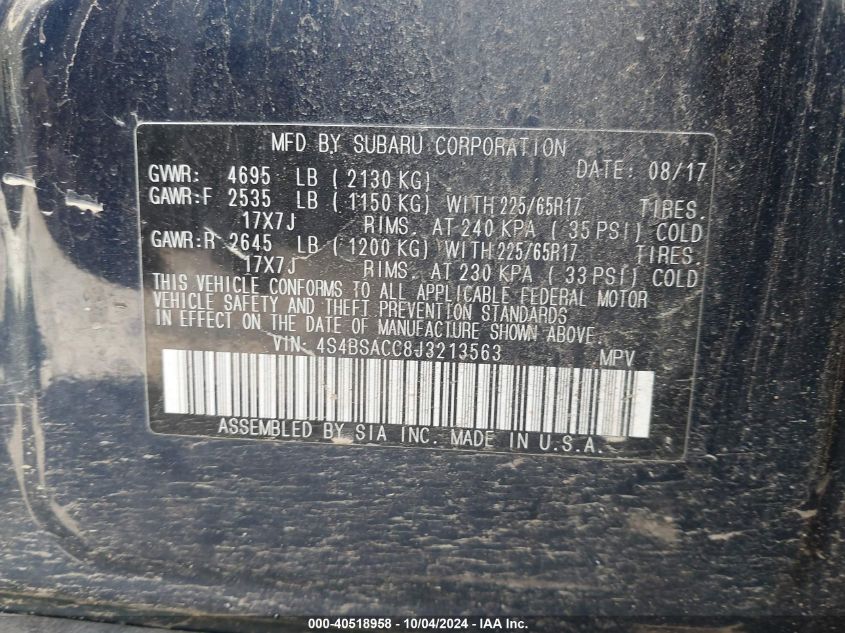 MFD BY SUBARU CORPORATION
DATE: 08/17
GVWR: 4695 LB ( 2130 KG)
GAWR:F 2535 LB ( 1150 KG) WITH 225/65R17 TIRES.
17X7J RIMS. AT 240 KPA ( 35 PSI) COLD
GAWR:R 2645 LB ( 1200 KG) WITH 225/65R17 TIRES.
17X7J RIMS. AT 230 KPA ( 33 PSI) COLD
THIS VEHICLE CONFORMS TO ALL APPLICABLE FEDERAL MOTOR
VEHICLE SAFETY AND THEFT PREVENTION STANDARDS
IN EFFECT ON THE DATE OF MANUFACTURE SHOWN ABOVE.
VIN: 4S4BSACC8J3213563 MPV
ASSEMBLED BY SIA INC. MADE IN U.S.A.
000-40518958 - 10/04/2024 - IAA Inc.